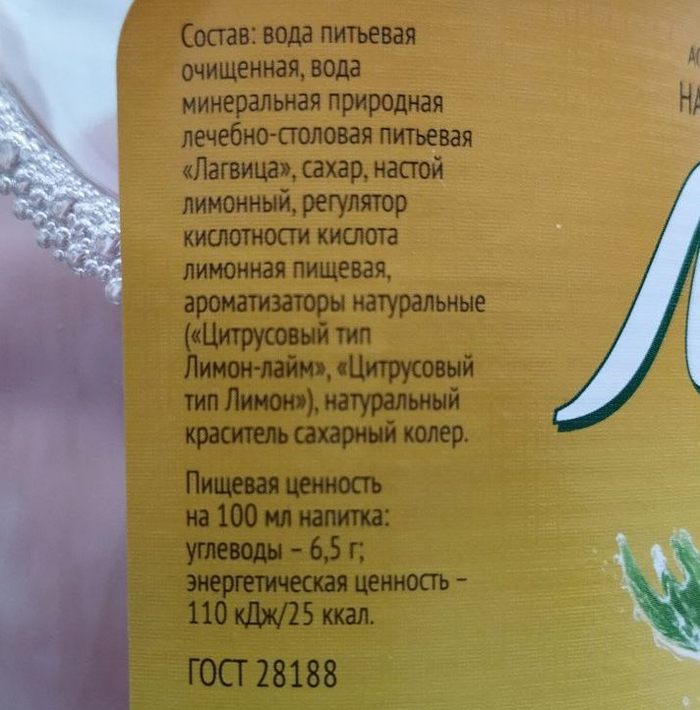 Состав: вода питьевая
очищенная, вода
минеральная природная
лечебно-столовая питьевая
«Лагвица», сахар, настой
лимонный, регулятор
кислотности кислота
лимонная пищевая,
ароматизаторы натуральные
(«Цитрусовый тип
Лимон-лайм», «Цитрусовый
тип Лимон»), натуральный
краситель сахарный колер.
Пищевая ценность
на 100 мл напитка:
углеводы – 6,5 г;
энергетическая ценность –
110 кДж/25 ккал.
ГОСТ 28188